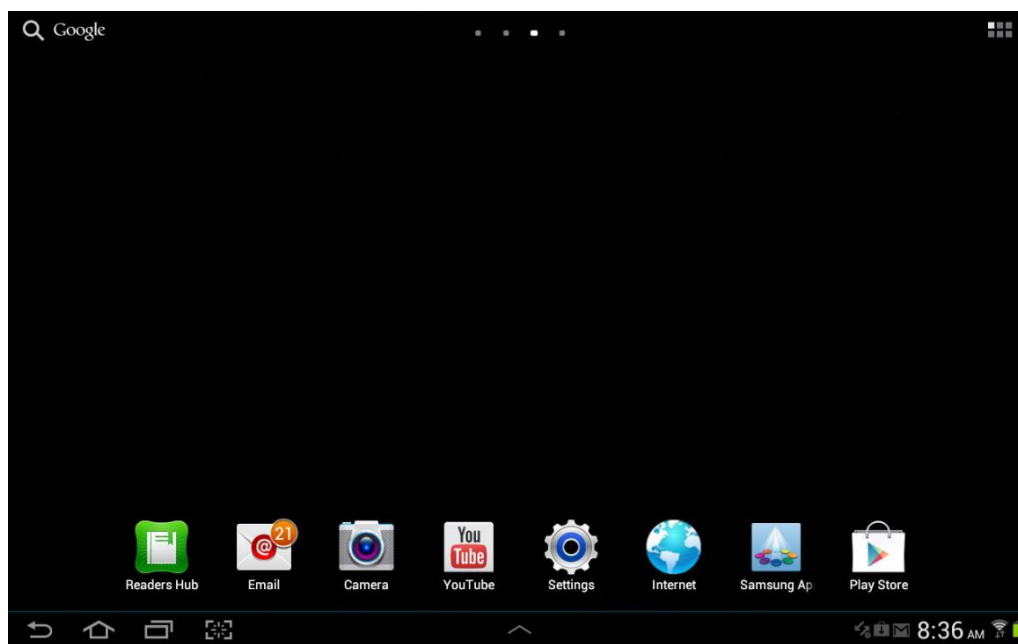 Google
21
You
Tube
Readers Hub
Email
Camera
YouTube
Settings
Internet
Samsung Ap
Play Store
8:36 AM